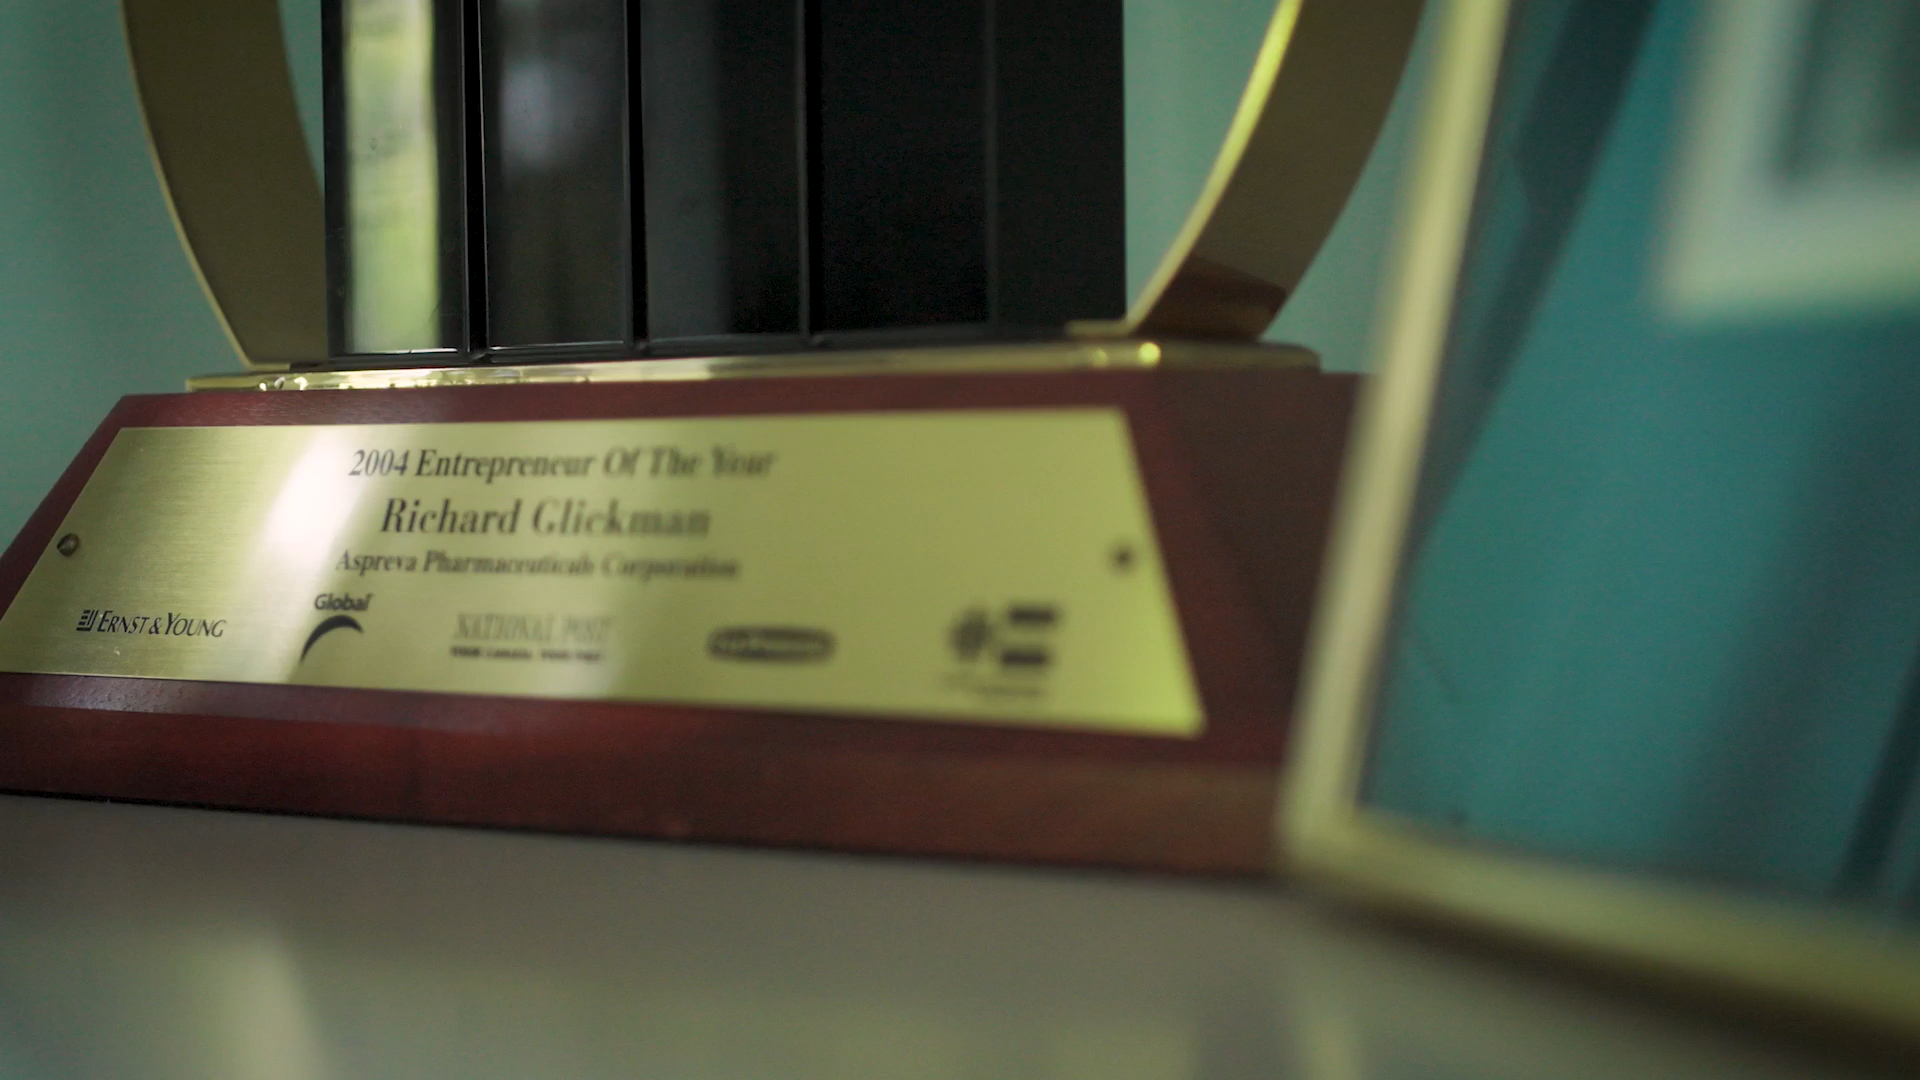 2004 Entrepreneur Of The Year
Richard Glickman
Aspreva Pharmaceuticals Corporation
ERNST & YOUNG
Global
NATIONAL POST